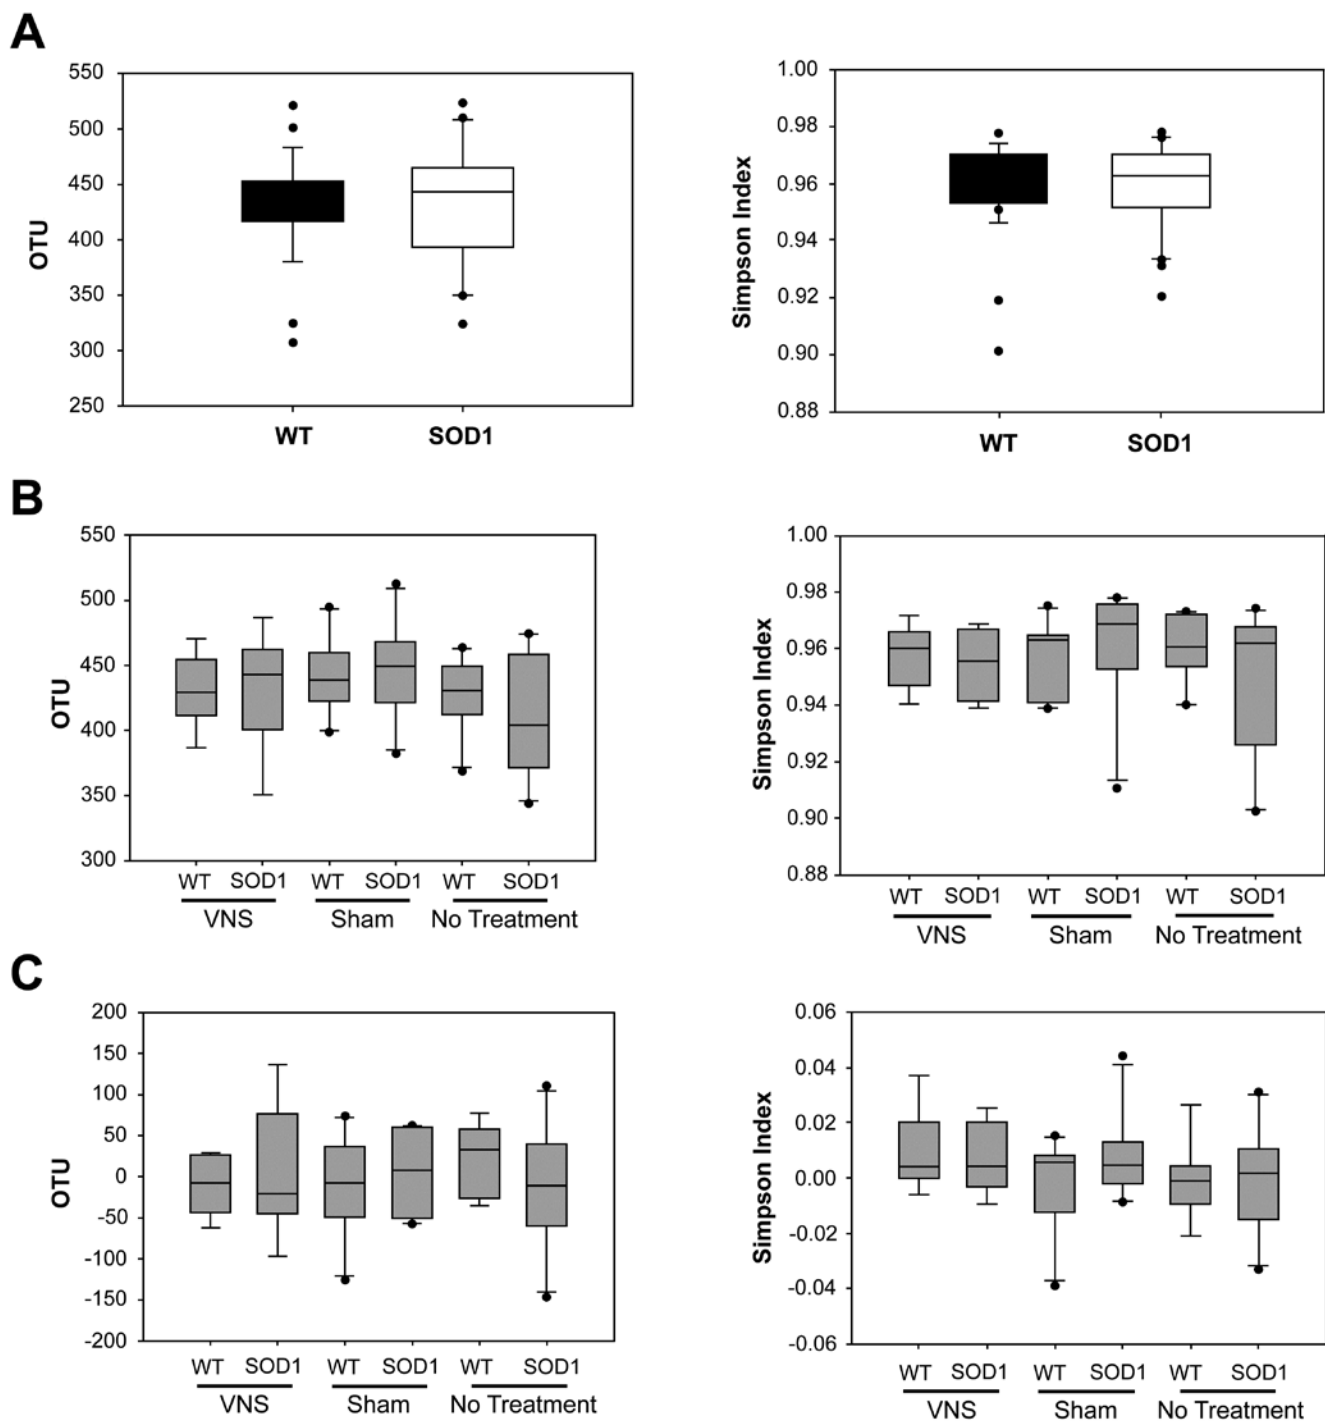 A
550
500
450
400
350
300
250
OTU
WT SOD1
1.00
0.98
0.96
0.94
0.92
0.90
0.88
Simpson Index
WT SOD1
B
550
500
450
400
350
300
OTU
WT SOD1 WT SOD1 WT SOD1
VNS Sham No Treatment
1.00
0.98
0.96
0.94
0.92
0.90
0.88
Simpson Index
WT SOD1 WT SOD1 WT SOD1
VNS Sham No Treatment
C
200
150
100
50
0
-50
-100
-150
-200
OTU
WT SOD1 WT SOD1 WT SOD1
VNS Sham No Treatment
0.06
0.04
0.02
0.00
-0.02
-0.04
-0.06
Simpson Index
WT SOD1 WT SOD1 WT SOD1
VNS Sham No Treatment